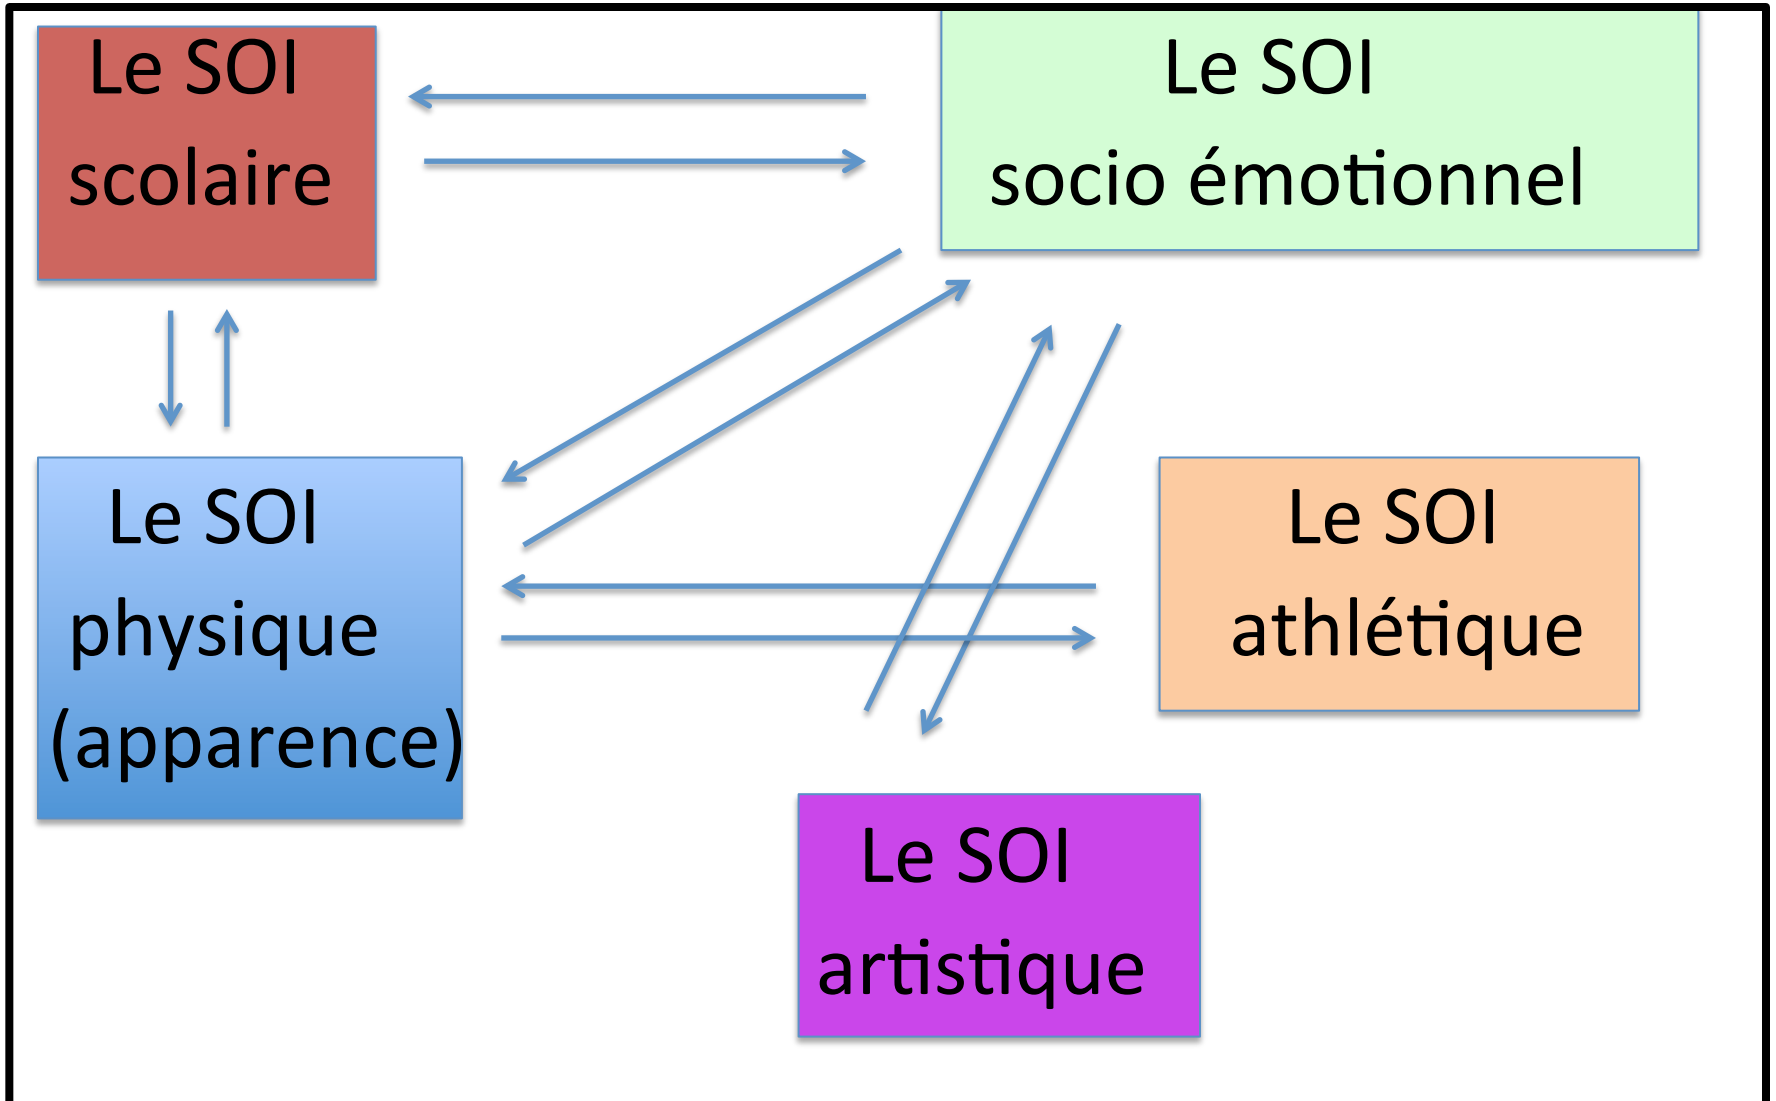 Le SOI
scolaire
Le SOI
socio émotionnel
Le SOI
physique
(apparence)
Le SOI
athlétique
Le SOI
artistique